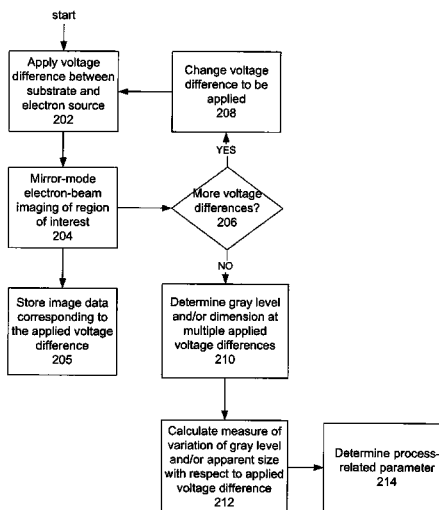 start
Apply voltage
difference between
substrate and
electron source
202
Change voltage
difference to be
applied
208
YES
Mirror-mode
electron-beam
imaging of region
of interest
204
More voltage
differences?
206
NO
Store image data
corresponding to
the applied voltage
difference
205
Determine gray level
and/or dimension at
multiple applied
voltage differences
210
Calculate measure of
variation of gray level
and/or apparent size
with respect to applied
voltage difference
212
Determine process-
related parameter
214